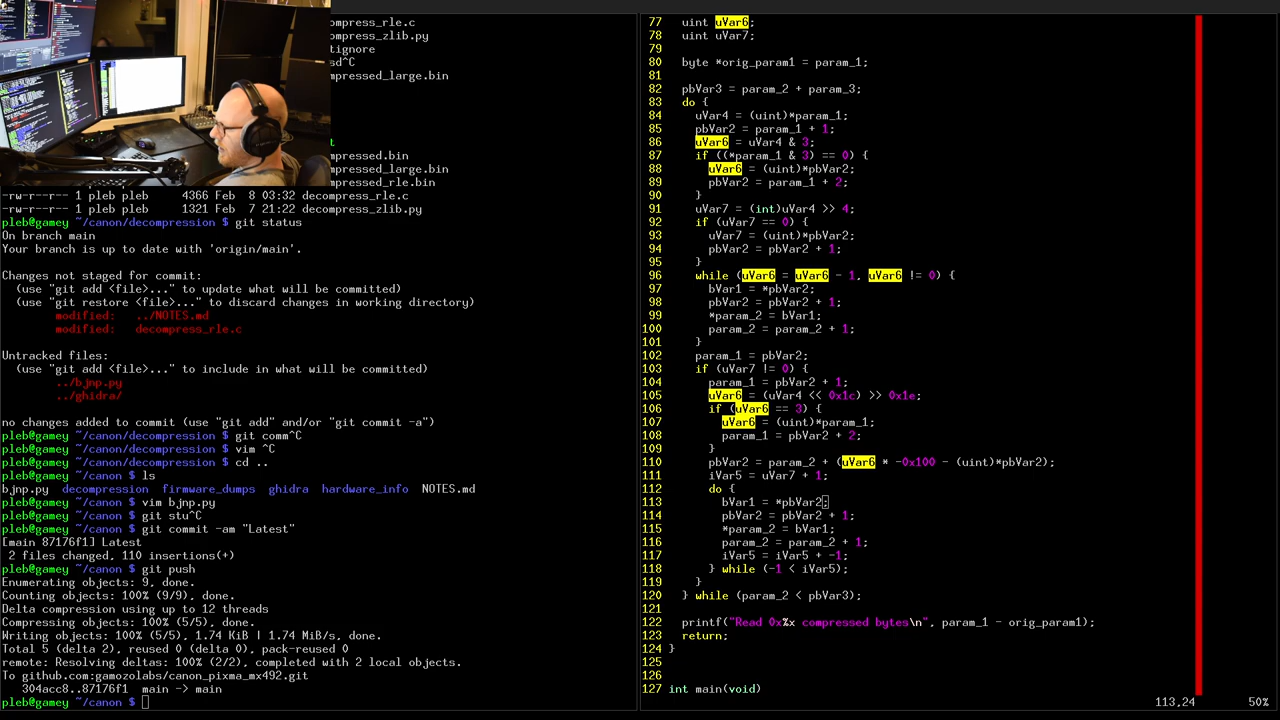 ompress_rle.c
ompress_zlib.py
tignore
sd^C
ompressed_large.bin
t
ompressed.bin
ompressed_large.bin
ompressed_rle.bin
-rw-r--r-- 1 pleb pleb     4366 Feb  8 03:32 decompress_rle.c
-rw-r--r-- 1 pleb pleb     1321 Feb  7 21:22 decompress_zlib.py
pleb@gamey ~/canon/decompression $ git status
On branch main
Your branch is up to date with 'origin/main'.
Changes not staged for commit:
  (use "git add <file>..." to update what will be committed)
  (use "git restore <file>..." to discard changes in working directory)
        modified:   ../NOTES.md
        modified:   decompress_rle.c
Untracked files:
  (use "git add <file>..." to include in what will be committed)
        ../bjnp.py
        ../ghidra/
no changes added to commit (use "git add" and/or "git commit -a")
pleb@gamey ~/canon/decompression $ git comm^C
pleb@gamey ~/canon/decompression $ vim ^C
pleb@gamey ~/canon/decompression $ cd ..
pleb@gamey ~/canon $ ls
bjnp.py  decompression  firmware_dumps  ghidra  hardware_info  NOTES.md
pleb@gamey ~/canon $ vim bjnp.py
pleb@gamey ~/canon $ git stu^C
pleb@gamey ~/canon $ git commit -am "Latest"
[main 87176f1] Latest
 2 files changed, 110 insertions(+)
pleb@gamey ~/canon $ git push
Enumerating objects: 9, done.
Counting objects: 100% (9/9), done.
Delta compression using up to 12 threads
Compressing objects: 100% (5/5), done.
Writing objects: 100% (5/5), 1.74 KiB | 1.74 MiB/s, done.
Total 5 (delta 2), reused 0 (delta 0), pack-reused 0
remote: Resolving deltas: 100% (2/2), completed with 2 local objects.
To github.com:gamozolabs/canon_pixma_mx492.git
   304acc8..87176f1  main -> main
pleb@gamey ~/canon $
77   uint uVar6;
78   uint uVar7;
79
80   byte *orig_param1 = param_1;
81
82   pbVar3 = param_2 + param_3;
83   do {
84     uVar4 = (uint)*param_1;
85     pbVar2 = param_1 + 1;
86     uVar6 = uVar4 & 3;
87     if ((*param_1 & 3) == 0) {
88       uVar6 = (uint)*pbVar2;
89       pbVar2 = param_1 + 2;
90     }
91     uVar7 = (int)uVar4 >> 4;
92     if (uVar7 == 0) {
93       uVar7 = (uint)*pbVar2;
94       pbVar2 = pbVar2 + 1;
95     }
96     while (uVar6 = uVar6 - 1, uVar6 != 0) {
97       bVar1 = *pbVar2;
98       pbVar2 = pbVar2 + 1;
99       *param_2 = bVar1;
100       param_2 = param_2 + 1;
101     }
102     param_1 = pbVar2;
103     if (uVar7 != 0) {
104       param_1 = pbVar2 + 1;
105       uVar6 = (uVar4 << 0x1c) >> 0x1e;
106       if (uVar6 == 3) {
107         uVar6 = (uint)*param_1;
108         param_1 = pbVar2 + 2;
109       }
110       pbVar2 = param_2 + (uVar6 * -0x100 - (uint)*pbVar2);
111       iVar5 = uVar7 + 1;
112       do {
113         bVar1 = *pbVar2;
114         pbVar2 = pbVar2 + 1;
115         *param_2 = bVar1;
116         param_2 = param_2 + 1;
117         iVar5 = iVar5 + -1;
118       } while (-1 < iVar5);
119     }
120   } while (param_2 < pbVar3);
121
122   printf("Read 0x%x compressed bytes\n", param_1 - orig_param1);
123   return;
124 }
125
126
127 int main(void)
113,24         50%